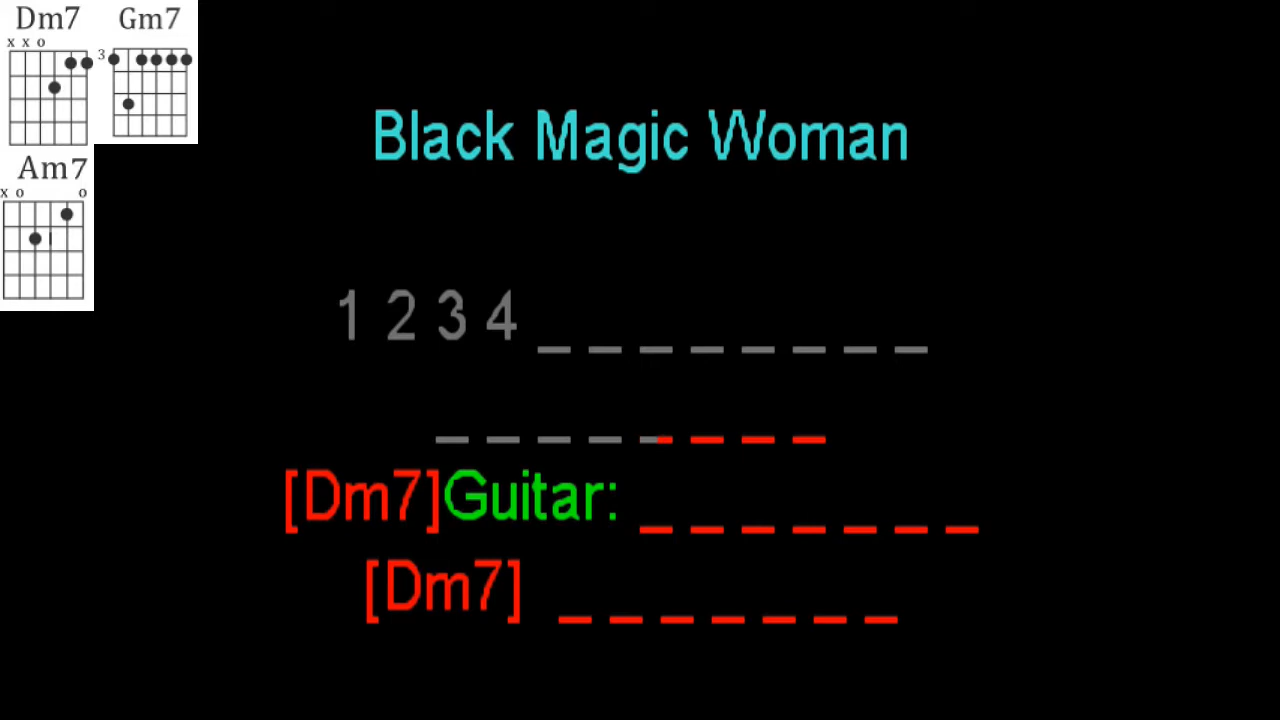 Dm7 Gm7
x x o
3
Am7
x o o
Black Magic Woman
1 2 3 4 _ _ _ _ _ _ _ _
_ _ _ _ _ _ _ _
[Dm7]Guitar: _ _ _ _ _ _ _
[Dm7] _ _ _ _ _ _ _